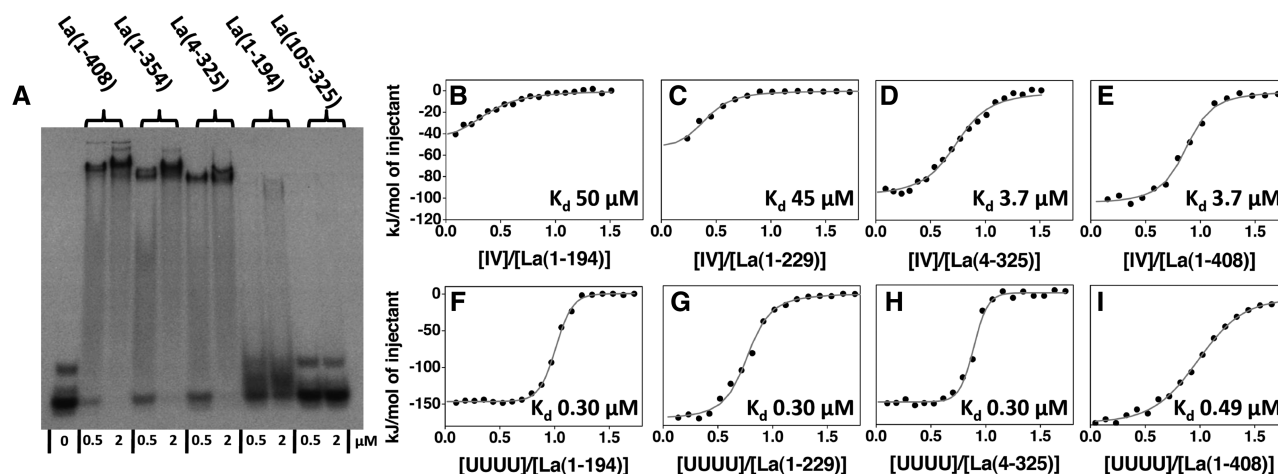 La(1-408)
La(1-354)
La(4-325)
La(1-194)
La(105-325)
A
0 0.5 2 0.5 2 0.5 2 0.5 2 0.5 2 μM
kJ/mol of injectant
0
-20
-40
-60
-80
-100
-120
B
Kd 50 μM
0.0 0.5 1.0 1.5
[IV]/[La(1-194)]
C
Kd 45 μM
0.0 0.5 1.0 1.5
[IV]/[La(1-229)]
D
Kd 3.7 μM
0.0 0.5 1.0 1.5
[IV]/[La(4-325)]
E
Kd 3.7 μM
0.0 0.5 1.0 1.5
[IV]/[La(1-408)]
kJ/mol of injectant
0
-50
-100
-150
F
Kd 0.30 μM
0.0 0.5 1.0 1.5
[UUUU]/[La(1-194)]
G
Kd 0.30 μM
0.0 0.5 1.0 1.5
[UUUU]/[La(1-229)]
H
Kd 0.30 μM
0.0 0.5 1.0 1.5
[UUUU]/[La(4-325)]
I
Kd 0.49 μM
0.0 0.5 1.0 1.5
[UUUU]/[La(1-408)]